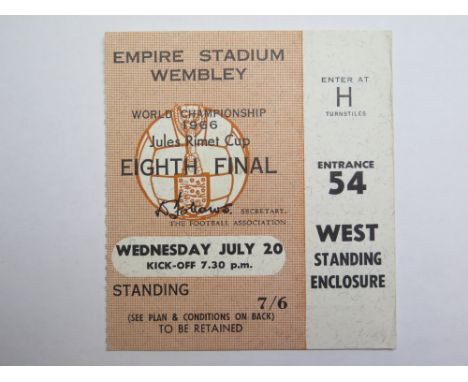 EMPIRE STADIUM
WEMBLEY
WORLD CHAMPIONSHIP
1966
Jules Rimet Cup
EIGHTH FINAL
SECRETARY,
THE FOOTBALL ASSOCIATION
WEDNESDAY JULY 20
KICK-OFF 7.30 p.m.
STANDING
7/6
(SEE PLAN & CONDITIONS ON BACK)
TO BE RETAINED
ENTER AT
H
TURNSTILES
ENTRANCE
54
WEST
STANDING
ENCLOSURE